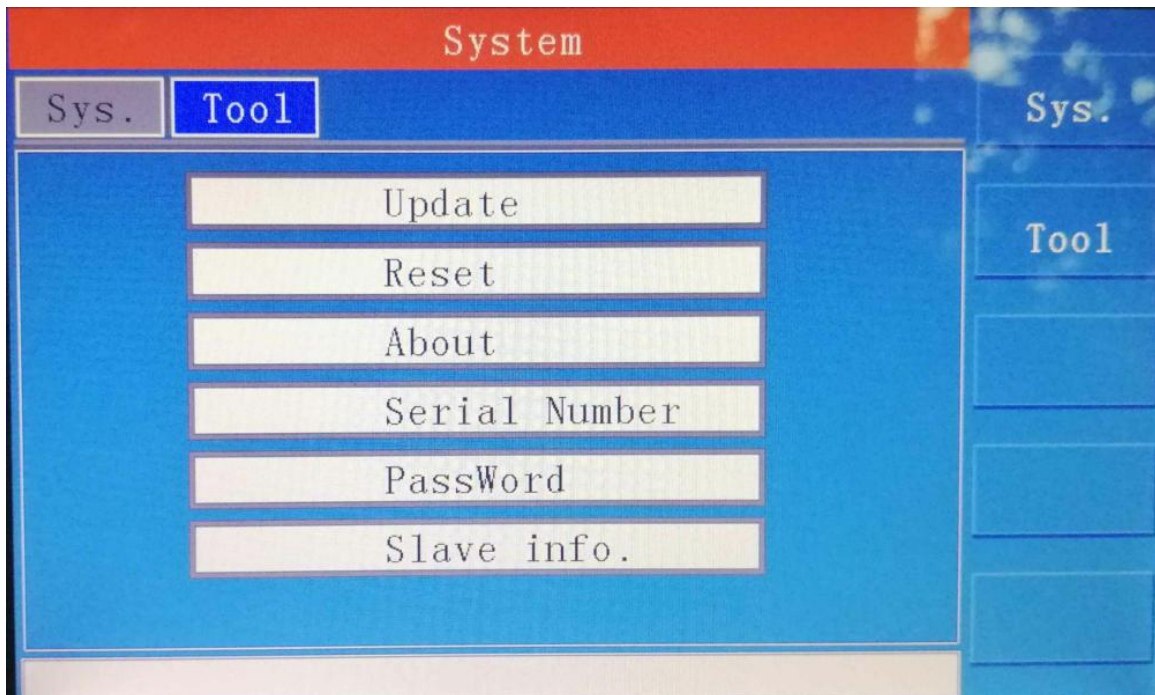 System
Sys. Tool
Sys.
Tool
Update
Reset
About
Serial Number
PassWord
Slave info.